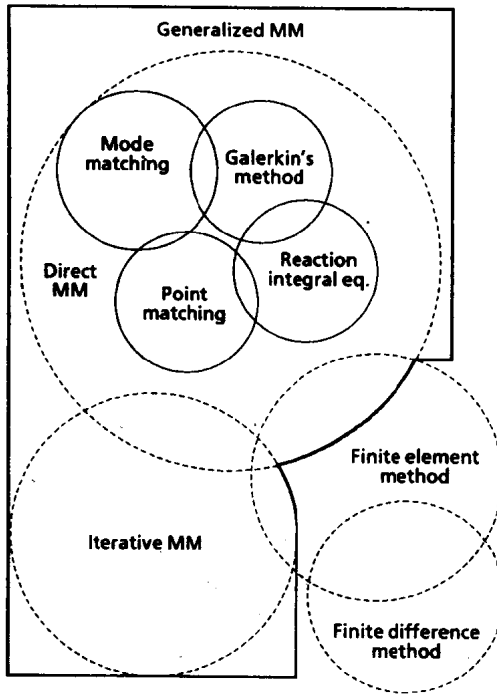 Generalized MM
Mode
matching
Galerkin's
method
Direct
MM
Reaction
integral eq.
Point
matching
Finite element
method
Iterative MM
Finite difference
method